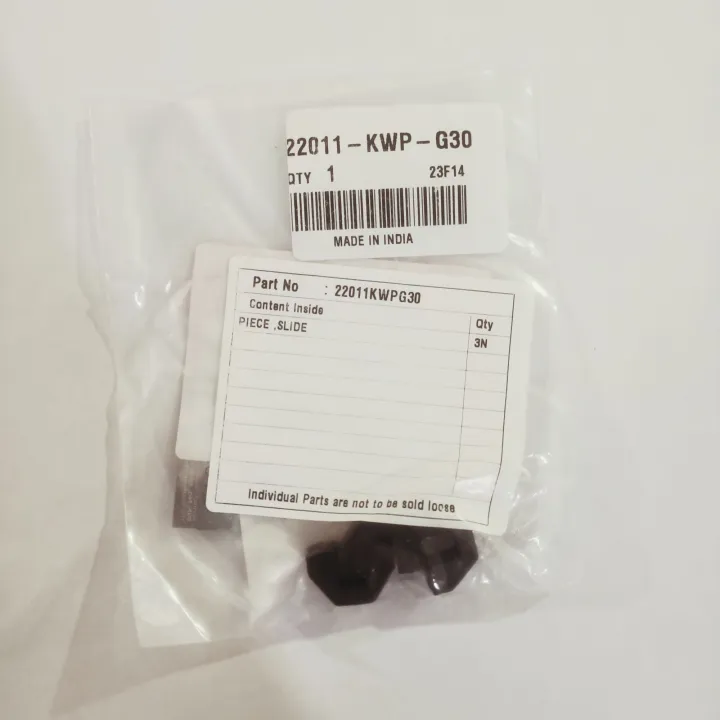 22011-KWP-G30
QTY 1 23F14
MADE IN INDIA
Part No : 22011KWPG30
Content Inside Qty
PIECE ,SLIDE 3N
Individual Parts are not to be sold loose